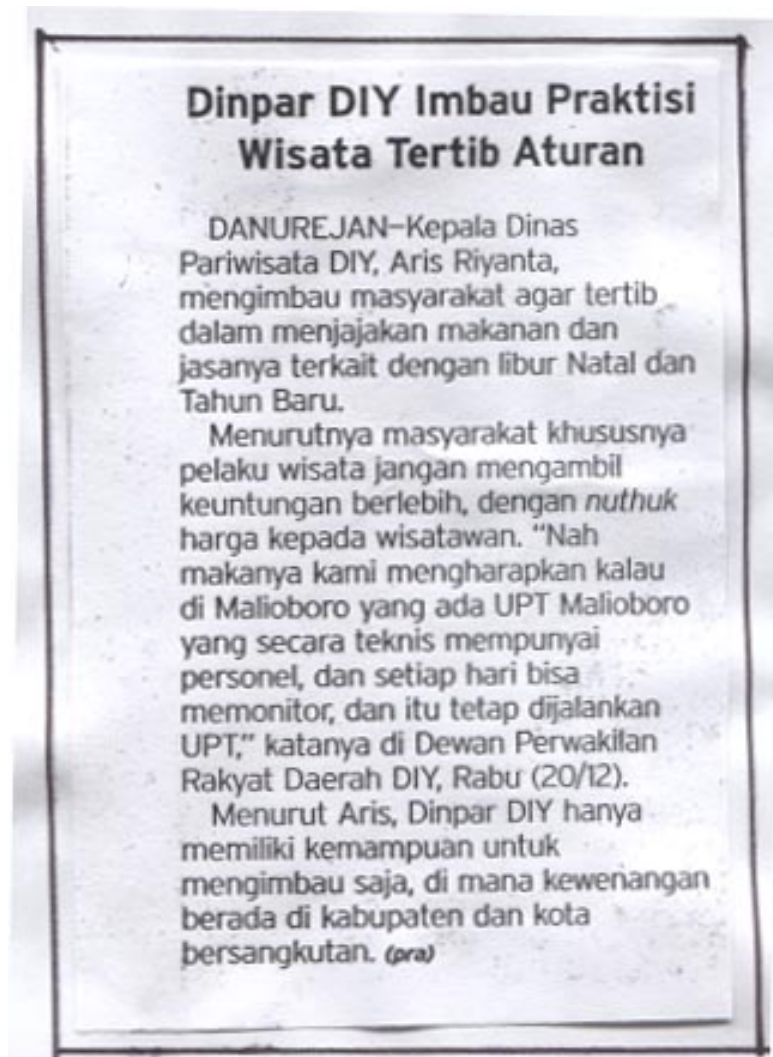 Dinpar DIY Imbau Praktisi
Wisata Tertib Aturan
DANUREJAN–Kepala Dinas
Pariwisata DIY, Aris Riyanta,
mengimbau masyarakat agar tertib
dalam menjajakan makanan dan
jasanya terkait dengan libur Natal dan
Tahun Baru.
Menurutnya masyarakat khususnya
pelaku wisata jangan mengambil
keuntungan berlebih, dengan nuthuk
harga kepada wisatawan. “Nah
makanya kami mengharapkan kalau
di Malioboro yang ada UPT Malioboro
yang secara teknis mempunyai
personel, dan setiap hari bisa
memonitor, dan itu tetap dijalankan
UPT,” katanya di Dewan Perwakilan
Rakyat Daerah DIY, Rabu (20/12).
Menurut Aris, Dinpar DIY hanya
memiliki kemampuan untuk
mengimbau saja, di mana kewenangan
berada di kabupaten dan kota
bersangkutan. (pra)